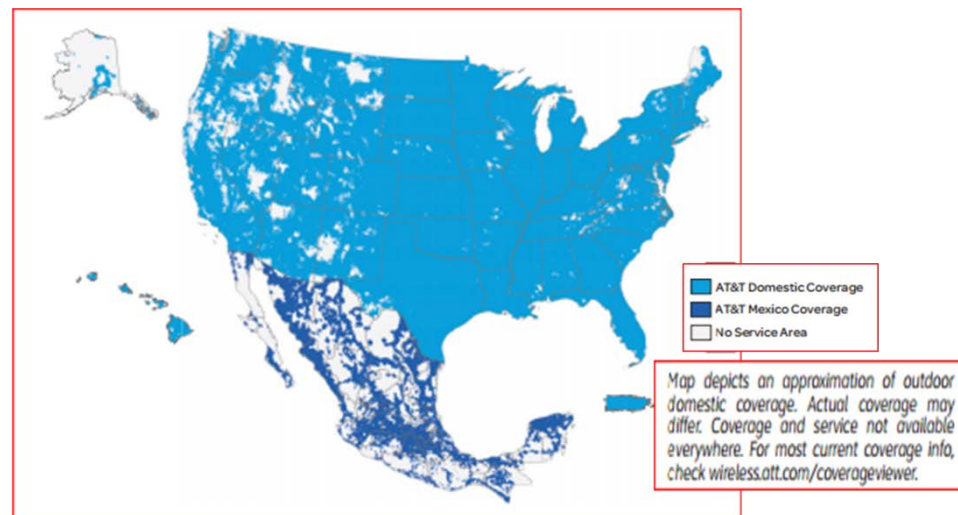 AT&T Domestic Coverage
AT&T Mexico Coverage
No Service Area
Map depicts an approximation of outdoor
domestic coverage. Actual coverage may
differ. Coverage and service not available
everywhere. For most current coverage info,
check wireless.att.com/coverageviewer.